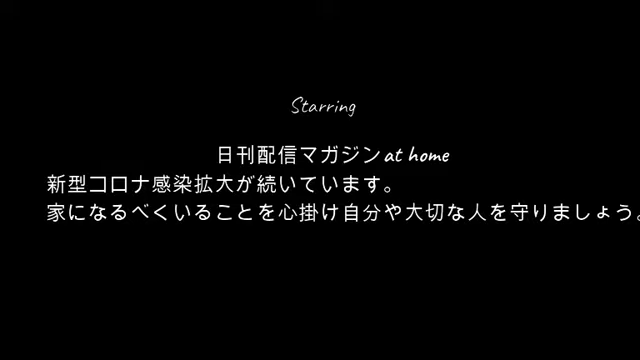 Starring
日刊配信マガジンat home
新型コロナ感染拡大が続いています。
家になるべくいることを心掛け自分や大切な人を守りましょう。